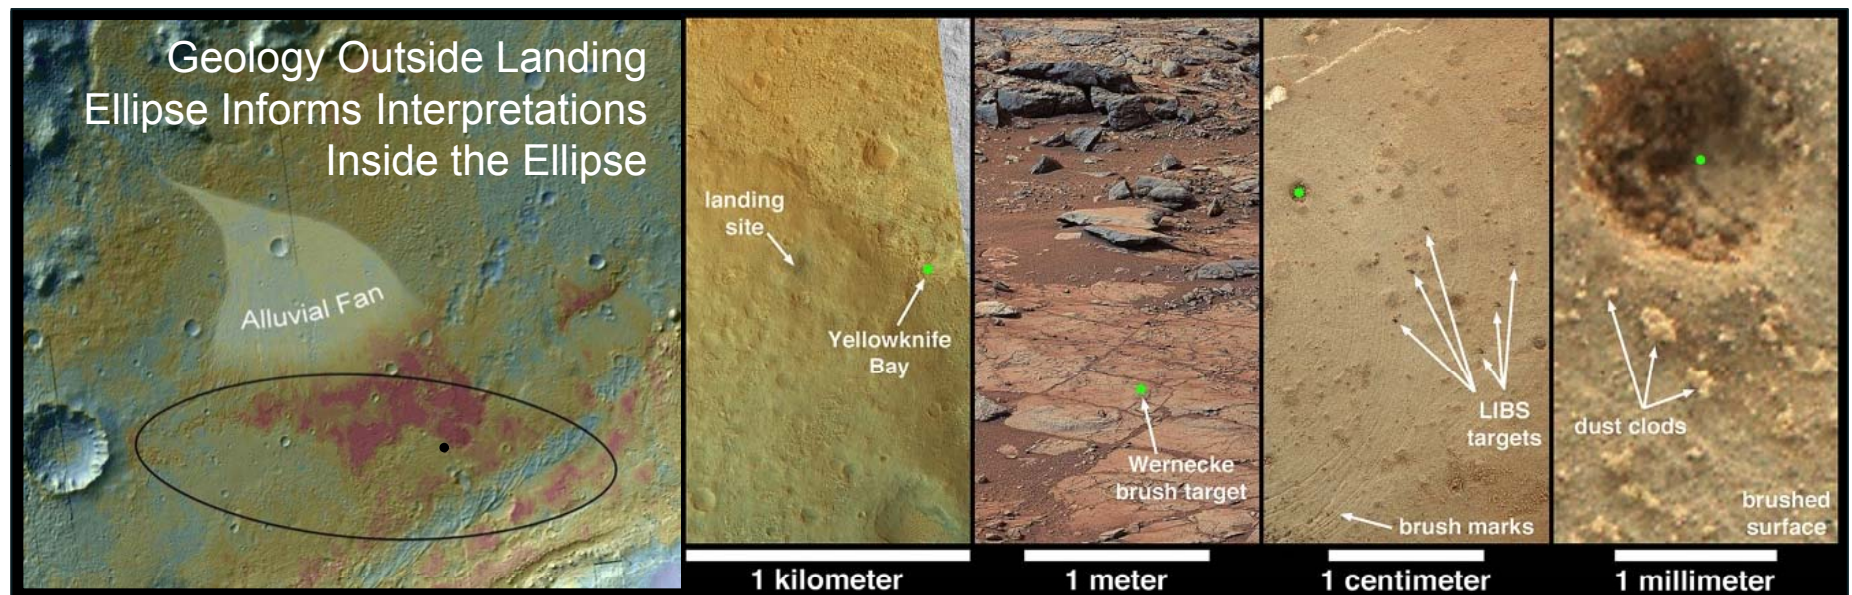 Geology Outside Landing
Ellipse Informs Interpretations
Inside the Ellipse
Alluvial Fan
landing
site
Yellowknife
Bay
1 kilometer
Wernecke
brush target
1 meter
LIBS
targets
brush marks
1 centimeter
dust clods
brushed
surface
1 millimeter